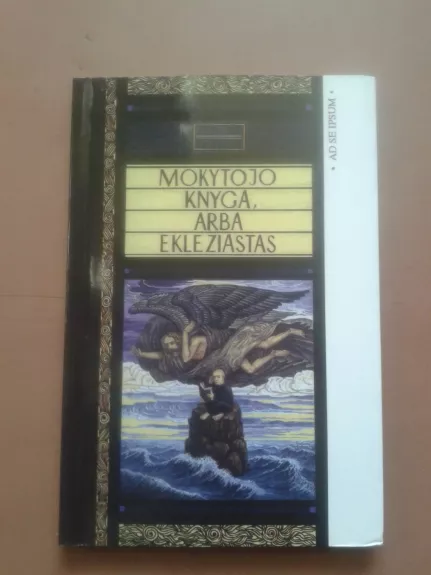 MOKYTOJO
KNYGA,
ARBA
EKLEZIASTAS
• AD SE IPSUM •